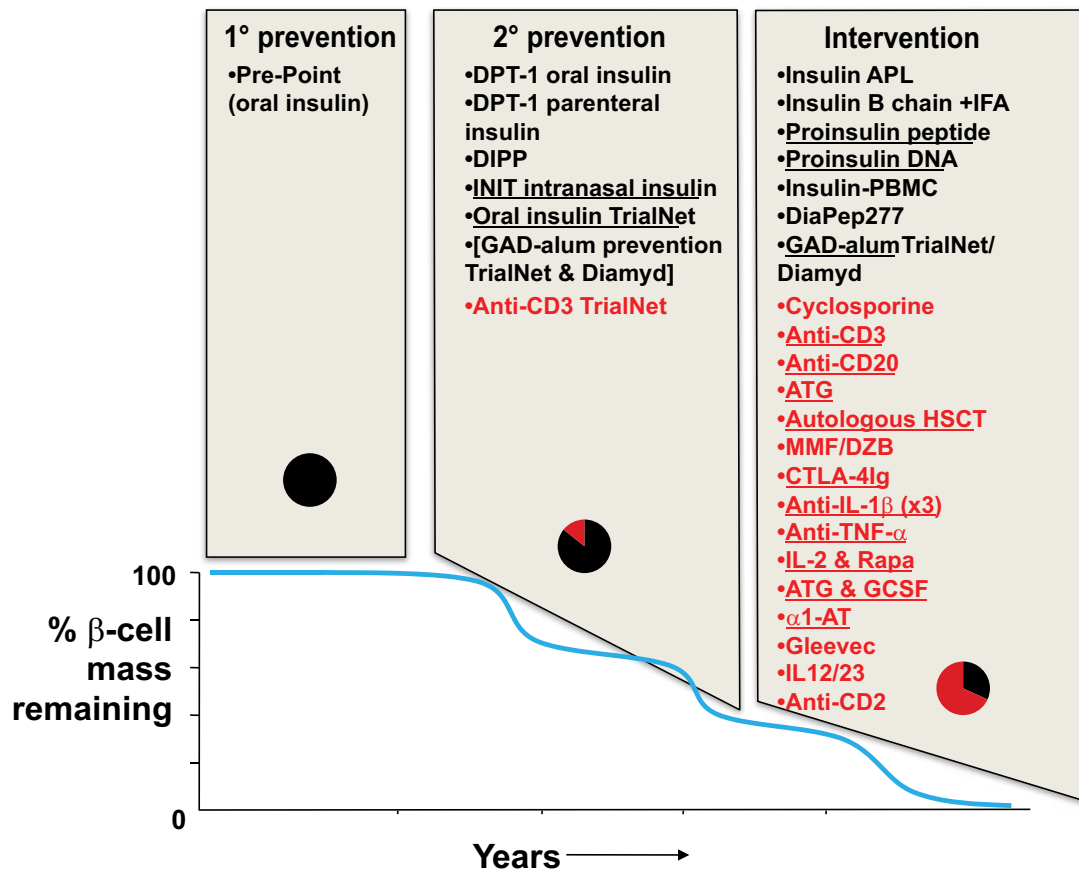 1° prevention
•Pre-Point
(oral insulin)
2° prevention
•DPT-1 oral insulin
•DPT-1 parenteral
insulin
•DIPP
•INIT intranasal insulin
•Oral insulin TrialNet
•[GAD-alum prevention
TrialNet & Diamyd]
•Anti-CD3 TrialNet
Intervention
•Insulin APL
•Insulin B chain +IFA
•Proinsulin peptide
•Proinsulin DNA
•Insulin-PBMC
•DiaPep277
•GAD-alumTrialNet/
Diamyd
•Cyclosporine
•Anti-CD3
•Anti-CD20
•ATG
•Autologous HSCT
•MMF/DZB
•CTLA-4Ig
•Anti-IL-1β (x3)
•Anti-TNF-α
•IL-2 & Rapa
•ATG & GCSF
•α1-AT
•Gleevec
•IL12/23
•Anti-CD2
100
% β-cell
mass
remaining
0
Years